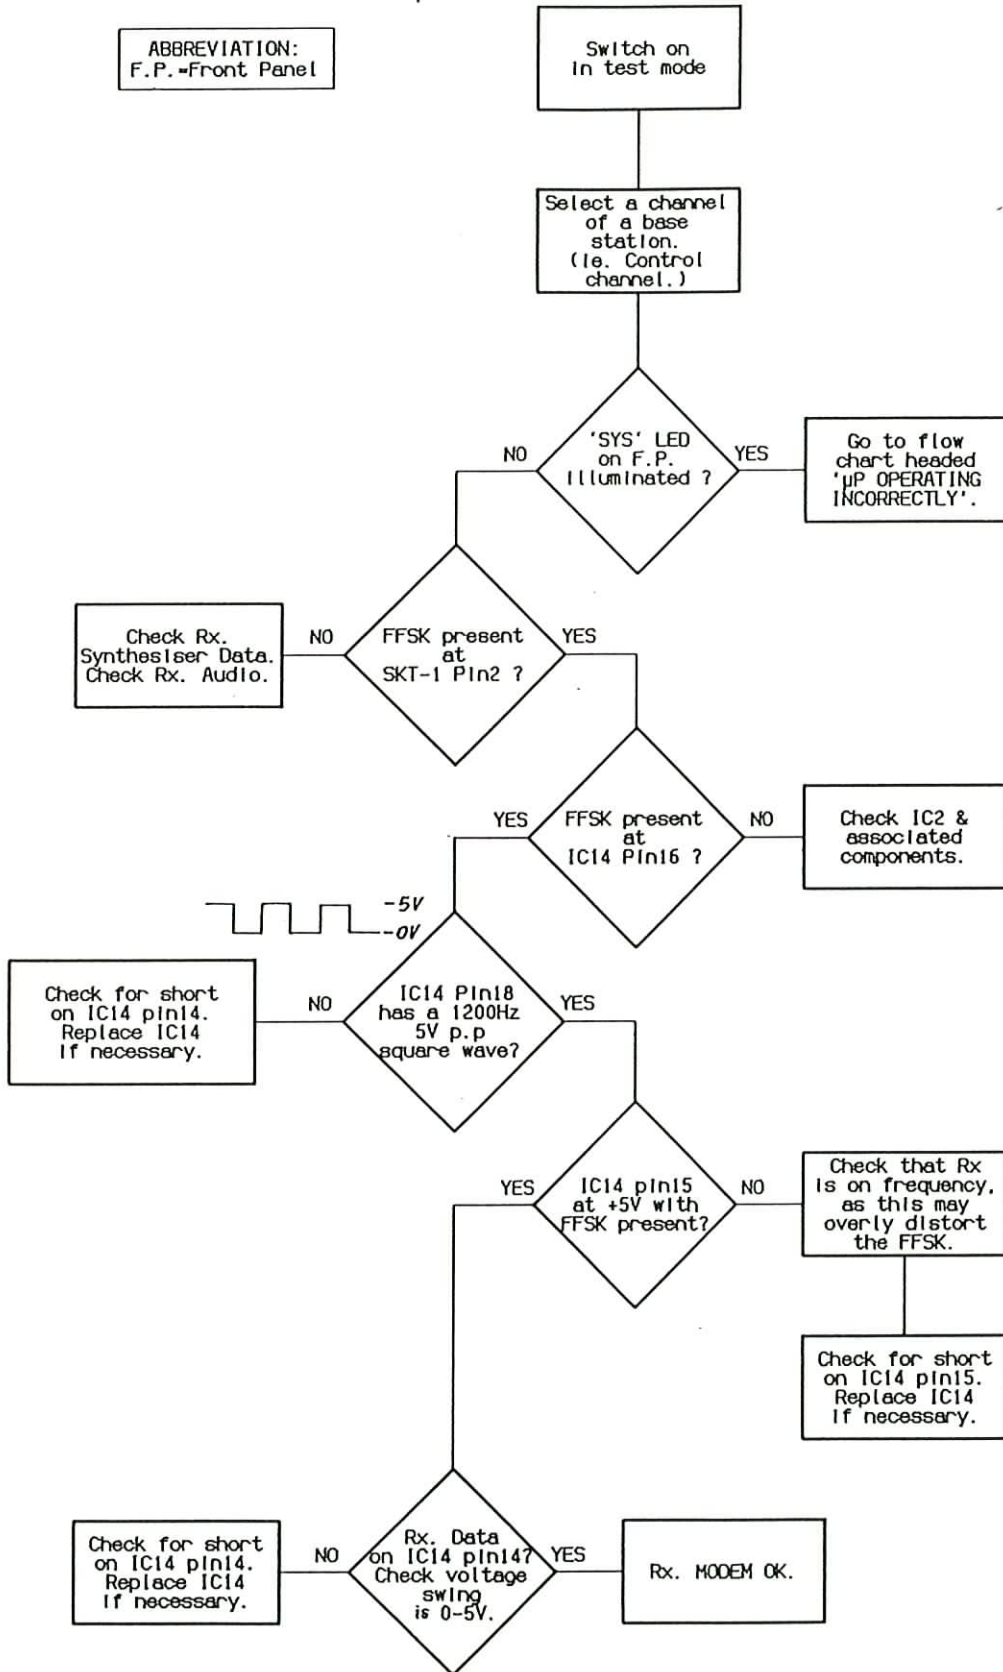 ABBREVIATION:
F.P.=Front Panel
Switch on
in test mode
Select a channel
of a base
station.
(ie. Control
channel.)
'SYS' LED
on F.P.
illuminated ?
NO
YES
Go to flow
chart headed
'µP OPERATING
INCORRECTLY'.
FFSK present
at
SKT-1 Pin2 ?
NO
YES
Check Rx.
Synthesiser Data.
Check Rx. Audio.
FFSK present
at
IC14 Pin16 ?
YES
NO
Check IC2 &
associated
components.
-5V
-0V
IC14 Pin18
has a 1200Hz
5V p.p
square wave?
NO
YES
Check for short
on IC14 pin14.
Replace IC14
if necessary.
IC14 pin15
at +5V with
FFSK present?
YES
NO
Check that Rx
is on frequency,
as this may
overly distort
the FFSK.
Check for short
on IC14 pin15.
Replace IC14
if necessary.
Rx. Data
on IC14 pin14?
Check voltage
swing
is 0-5V.
NO
YES
Check for short
on IC14 pin14.
Replace IC14
if necessary.
Rx. MODEM OK.